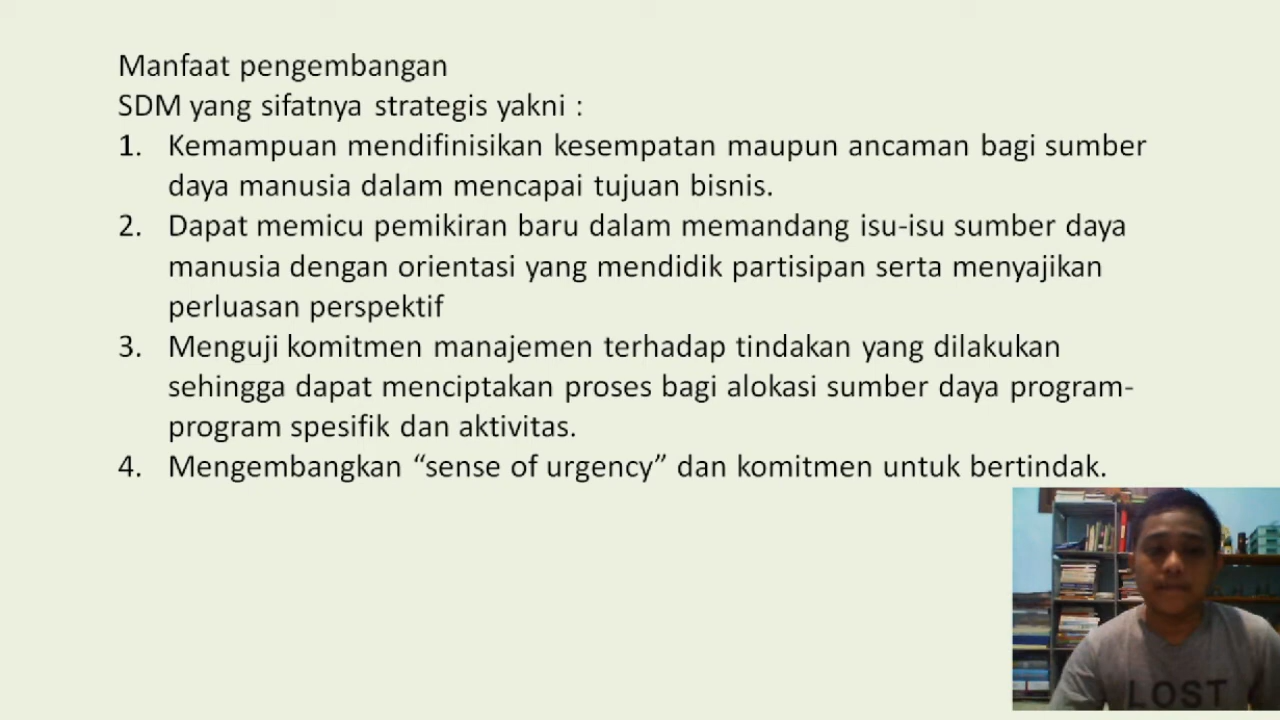 Manfaat pengembangan
SDM yang sifatnya strategis yakni :
1. Kemampuan mendifinisikan kesempatan maupun ancaman bagi sumber
daya manusia dalam mencapai tujuan bisnis.
2. Dapat memicu pemikiran baru dalam memandang isu-isu sumber daya
manusia dengan orientasi yang mendidik partisipan serta menyajikan
perluasan perspektif
3. Menguji komitmen manajemen terhadap tindakan yang dilakukan
sehingga dapat menciptakan proses bagi alokasi sumber daya program-
program spesifik dan aktivitas.
4. Mengembangkan “sense of urgency” dan komitmen untuk bertindak.
LOST